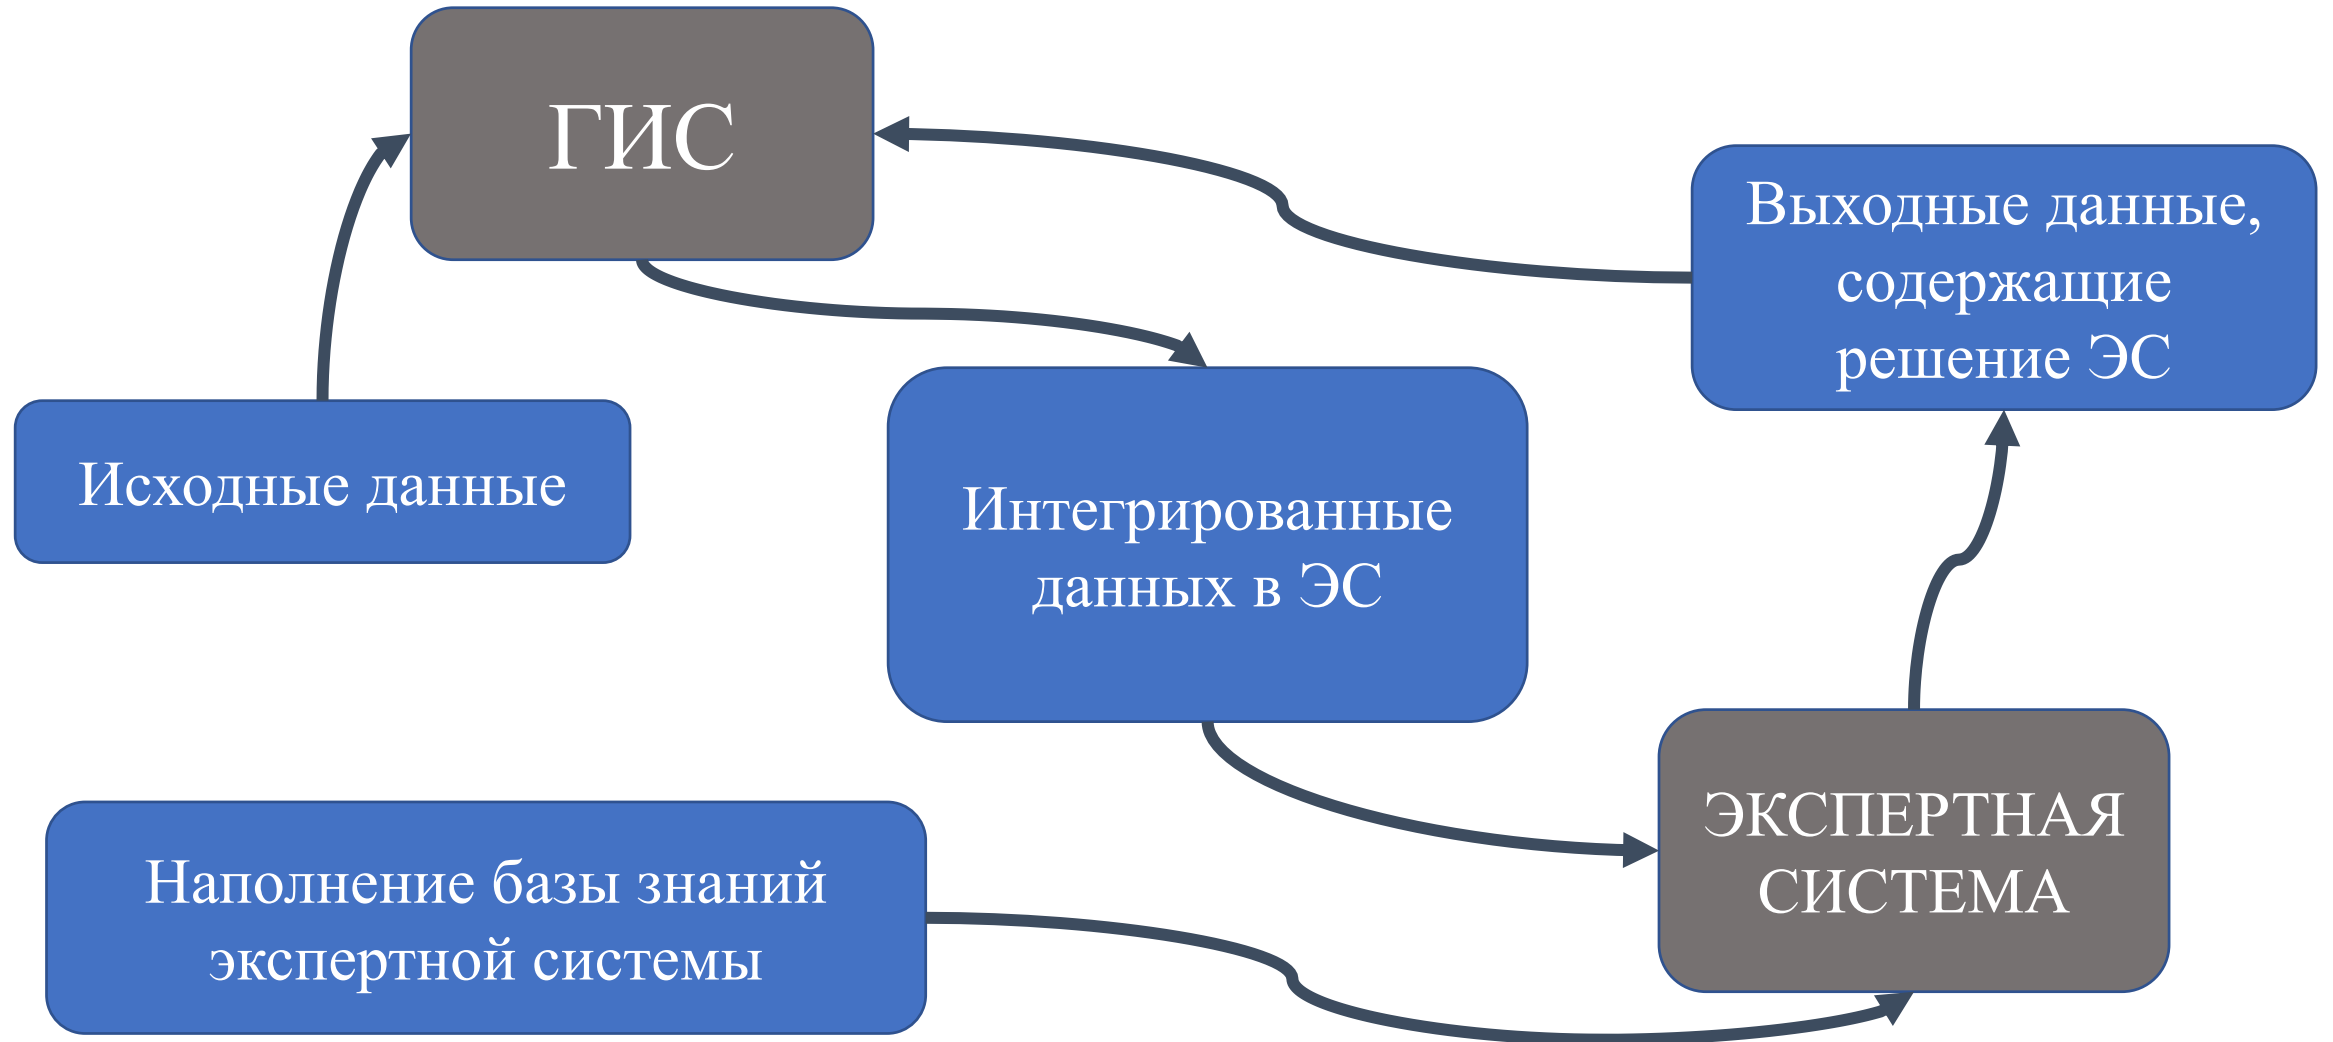 ГИС
Выходные данные,
содержащие
решение ЭС
Исходные данные
Интегрированные
данных в ЭС
ЭКСПЕРТНАЯ
СИСТЕМА
Наполнение базы знаний
экспертной системы